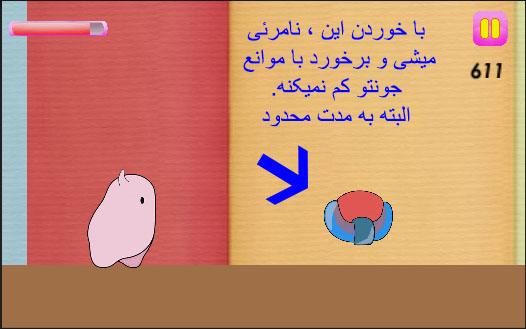 با خوردن این ، نامرئی
میشی و برخورد با موانع
جونتو کم نمیکنه.
البته به مدت محدود
611